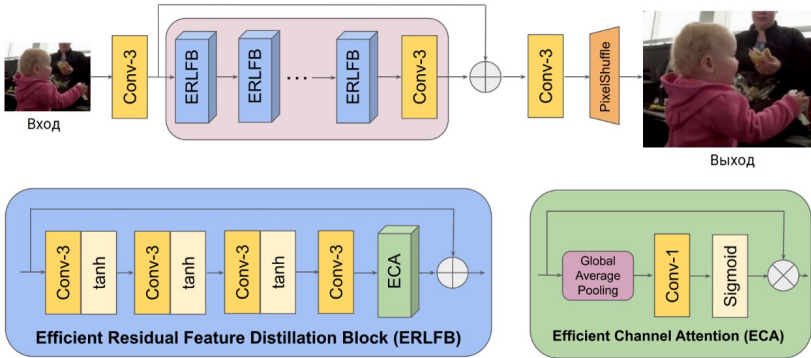 Вход
Conv-3
ERLFB
ERLFB
...
ERLFB
Conv-3
Conv-3
PixelShuffle
Выход
Conv-3
tanh
Conv-3
tanh
Conv-3
tanh
Conv-3
ECA
Efficient Residual Feature Distillation Block (ERLFB)
Global
Average
Pooling
Conv-1
Sigmoid
Efficient Channel Attention (ECA)